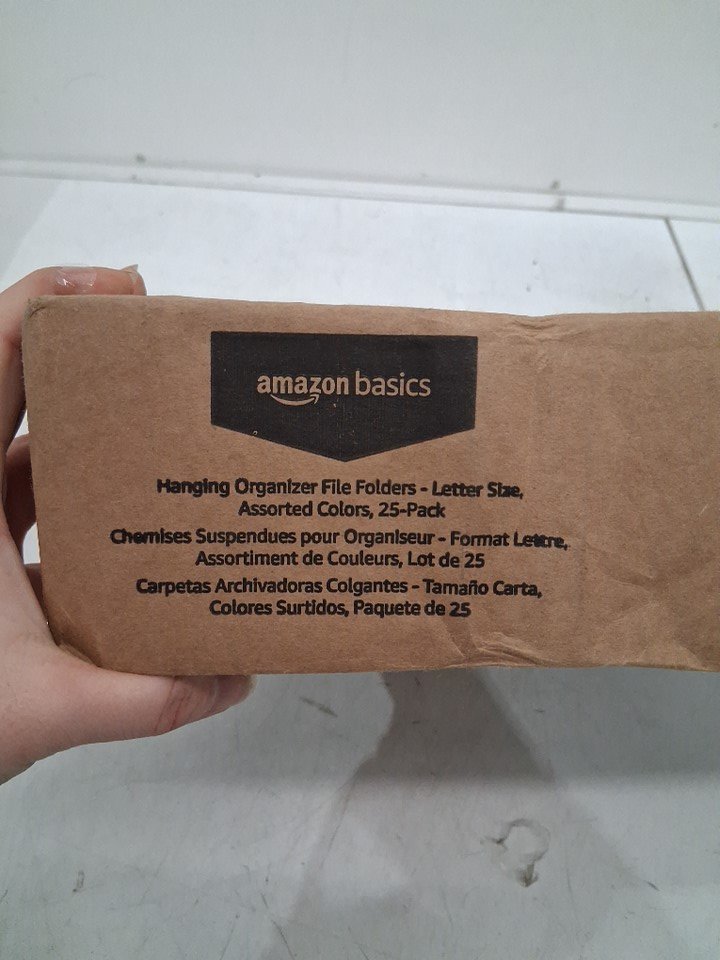 amazon basics
Hanging Organizer File Folders - Letter Size,
Assorted Colors, 25-Pack
Chemises Suspendues pour Organiseur - Format Lettre,
Assortiment de Couleurs, Lot de 25
Carpetas Archivadoras Colgantes - Tamaño Carta,
Colores Surtidos, Paquete de 25